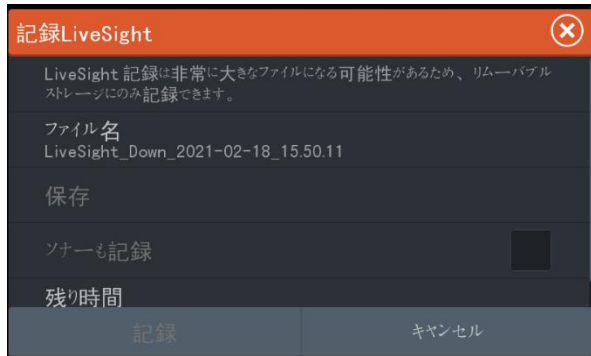 記録LiveSight
LiveSight 記録は非常に大きなファイルになる可能性があるため、リムーバブル
ストレージにのみ記録できます。
ファイル名
LiveSight_Down_2021-02-18_15.50.11
保存
ソナーも記録
残り時間
記録
キャンセル